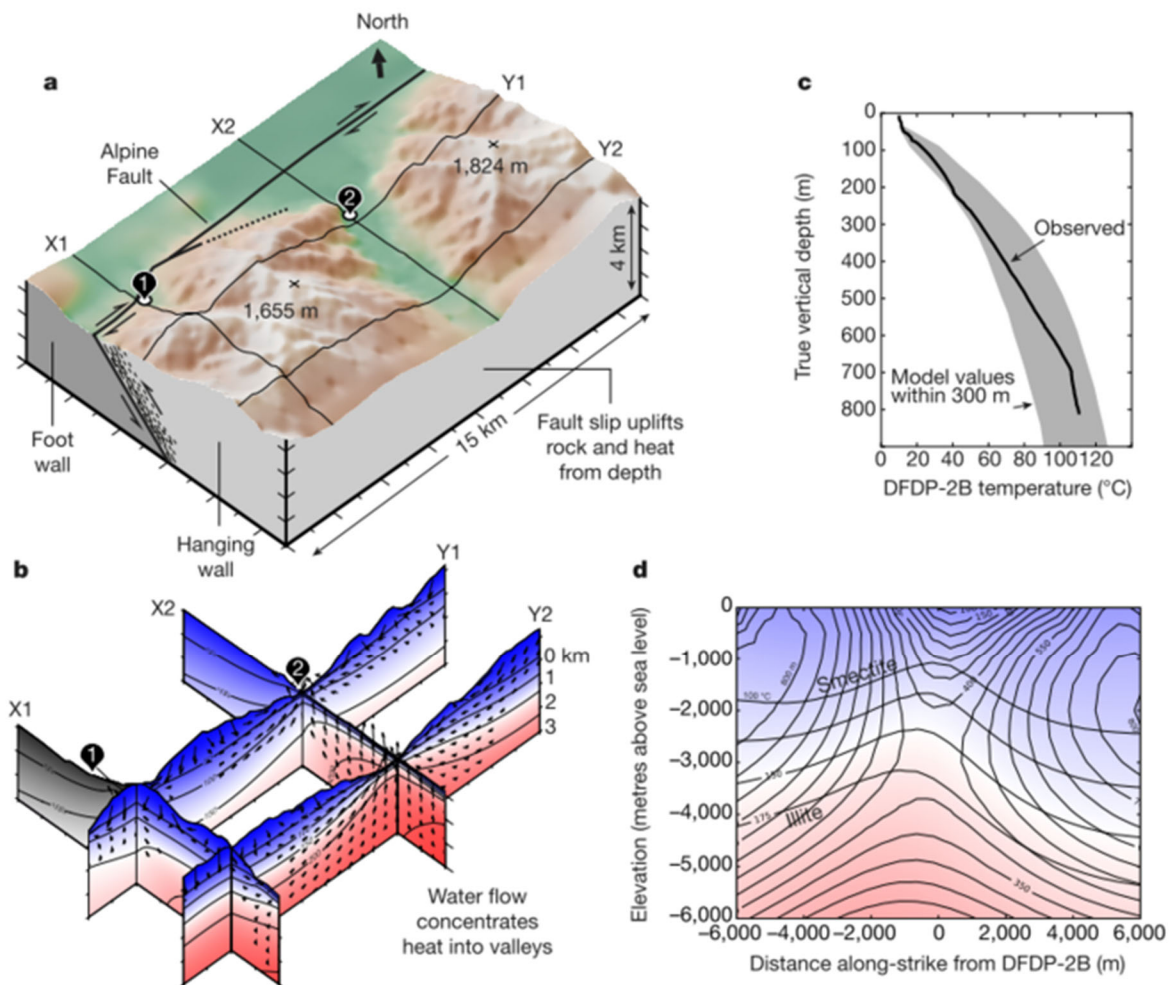 a
North
Y1
X2
Y2
Alpine
Fault
2
1,824 m
X1
1
4 km
1,655 m
Foot
wall
15 km
Fault slip uplifts
rock and heat
from depth
Hanging
wall
b
Y1
X2
Y2
2
0 km
1
2
3
X1
1
Water flow
concentrates
heat into valleys
c
0
100
200
300
400
500
600
700
800
True vertical depth (m)
Observed
Model values
within 300 m
0 20 40 60 80 100 120
DFDP-2B temperature (°C)
d
0
−1,000
−2,000
−3,000
−4,000
−5,000
−6,000
Elevation (metres above sea level)
150
550
600 m
400
Smectite
100 °C
150
175
Illite
350
−6,000 −4,000 −2,000 0 2,000 4,000 6,000
Distance along-strike from DFDP-2B (m)